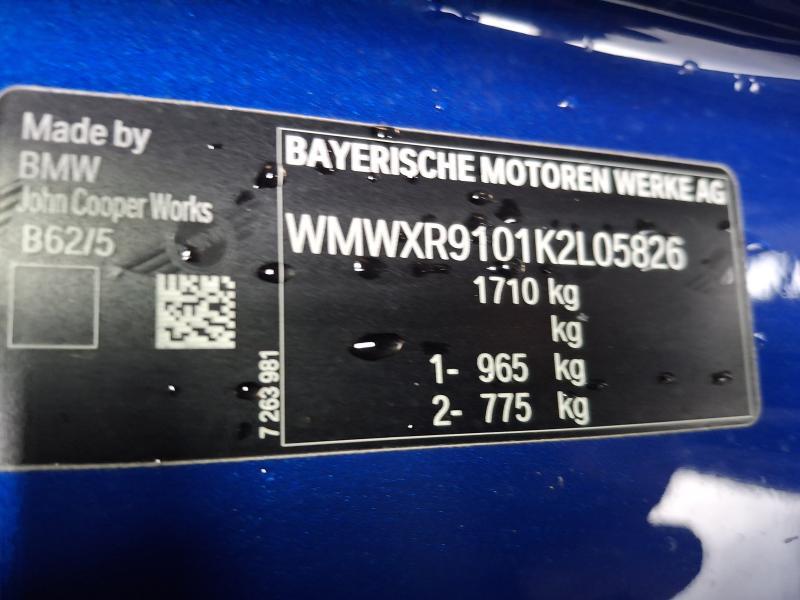 Made by
BMW
John Cooper Works
B62/5
7 263 981
BAYERISCHE MOTOREN WERKE AG
WMWXR9101K2L05826
1710 kg
kg
1- 965 kg
2- 775 kg